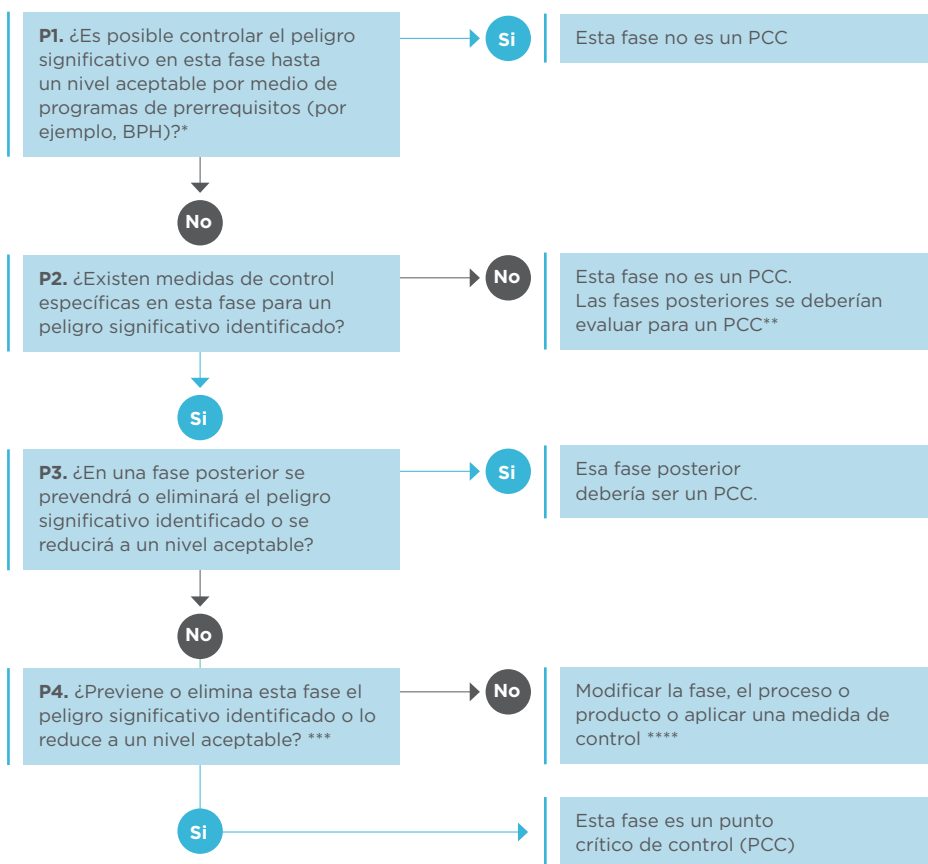 P1. ¿Es posible controlar el peligro
significativo en esta fase hasta
un nivel aceptable por medio de
programas de prerrequisitos (por
ejemplo, BPH)?*
Si
Esta fase no es un PCC
No
P2. ¿Existen medidas de control
específicas en esta fase para un
peligro significativo identificado?
No
Esta fase no es un PCC.
Las fases posteriores se deberían
evaluar para un PCC**
Si
P3. ¿En una fase posterior se
prevendrá o eliminará el peligro
significativo identificado o se
reducirá a un nivel aceptable?
Si
Esa fase posterior
debería ser un PCC.
No
P4. ¿Previene o elimina esta fase el
peligro significativo identificado o lo
reduce a un nivel aceptable? ***
No
Modificar la fase, el proceso o
producto o aplicar una medida de
control ****
Si
Esta fase es un punto
crítico de control (PCC)